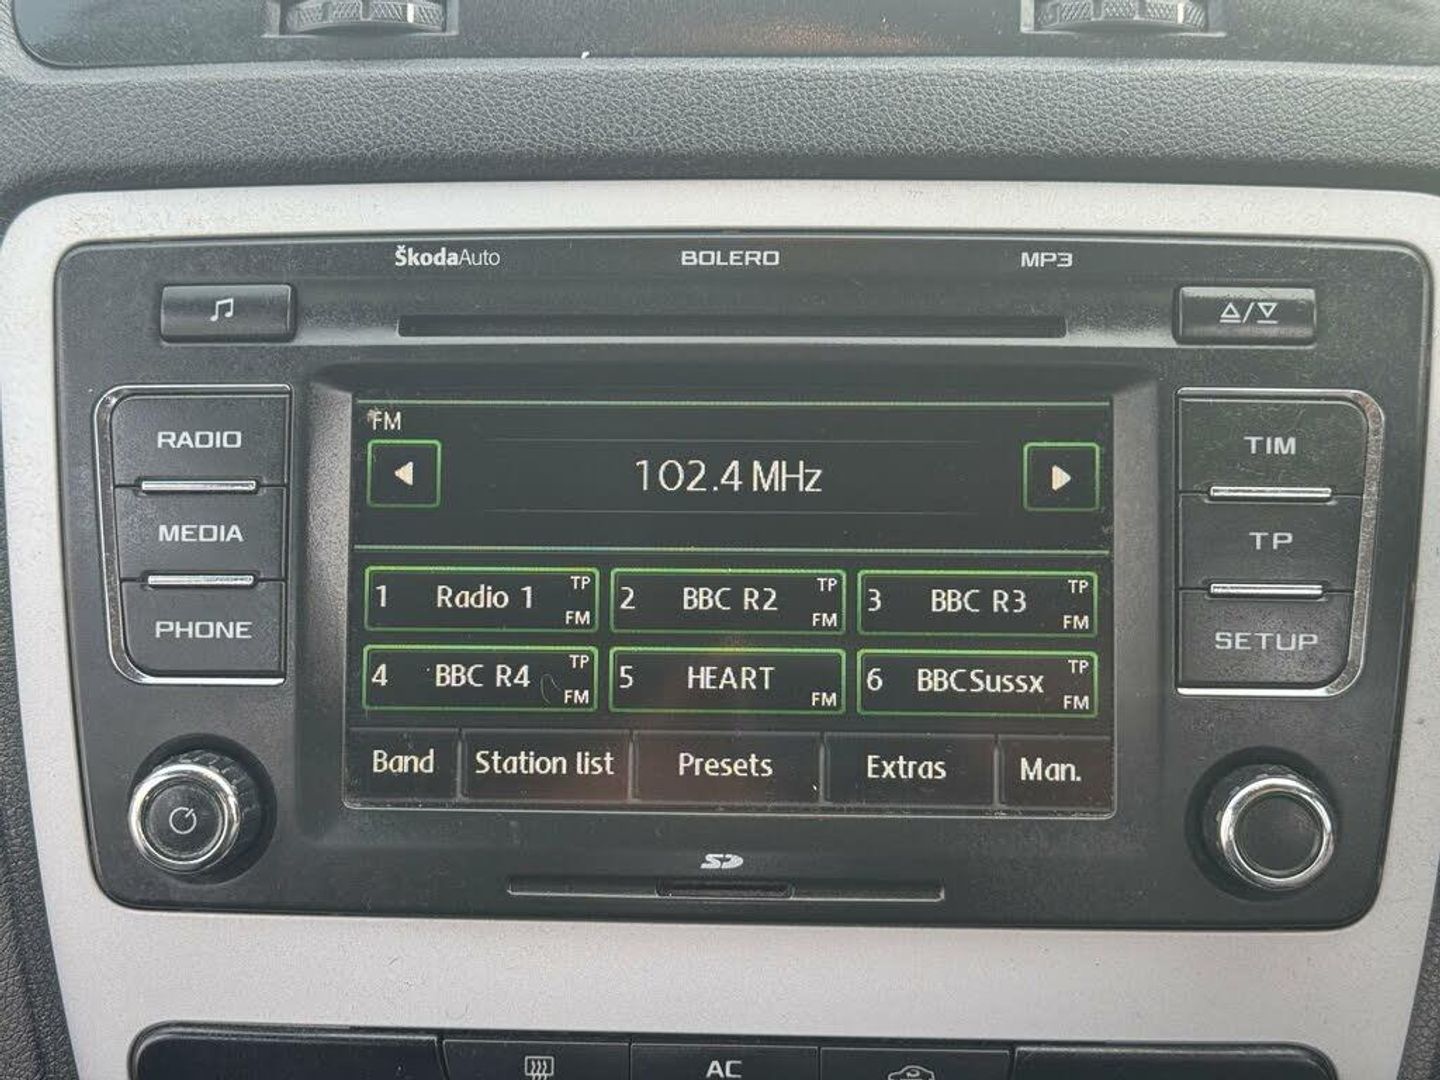 ŠkodaAuto BOLERO MP3
RADIO
MEDIA
PHONE
FM
102.4 MHz
1 Radio 1 TP FM
2 BBC R2 TP FM
3 BBC R3 TP FM
4 BBC R4 TP FM
5 HEART FM
6 BBCSussx TP FM
Band Station list Presets Extras Man.
TIM
TP
SETUP
SD
AC